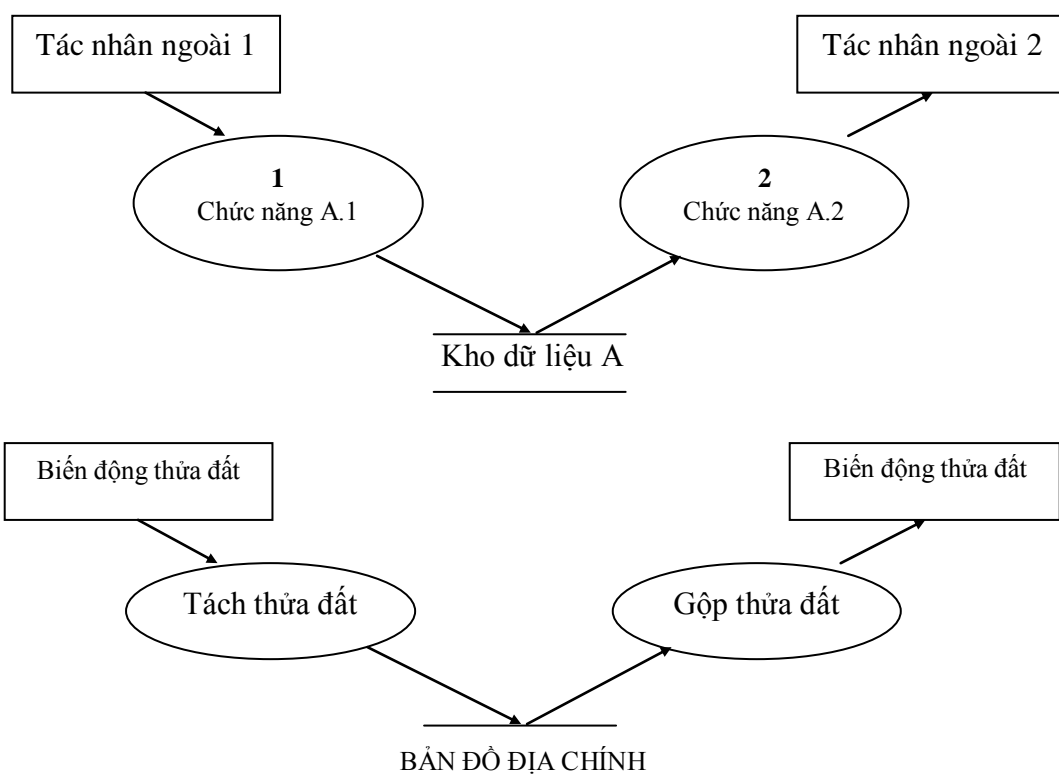 Tác nhân ngoài 1
Tác nhân ngoài 2
1
Chức năng A.1
2
Chức năng A.2
Kho dữ liệu A
Biến động thửa đất
Biến động thửa đất
Tách thửa đất
Gộp thửa đất
BẢN ĐỒ ĐỊA CHÍNH